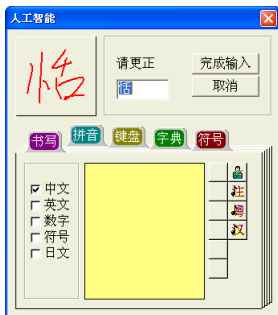 人工智能
恬
请更正
完成输入
取消
书写 拼音 键盘 字典 符号
中文
英文
数字
符号
日文
注
汉